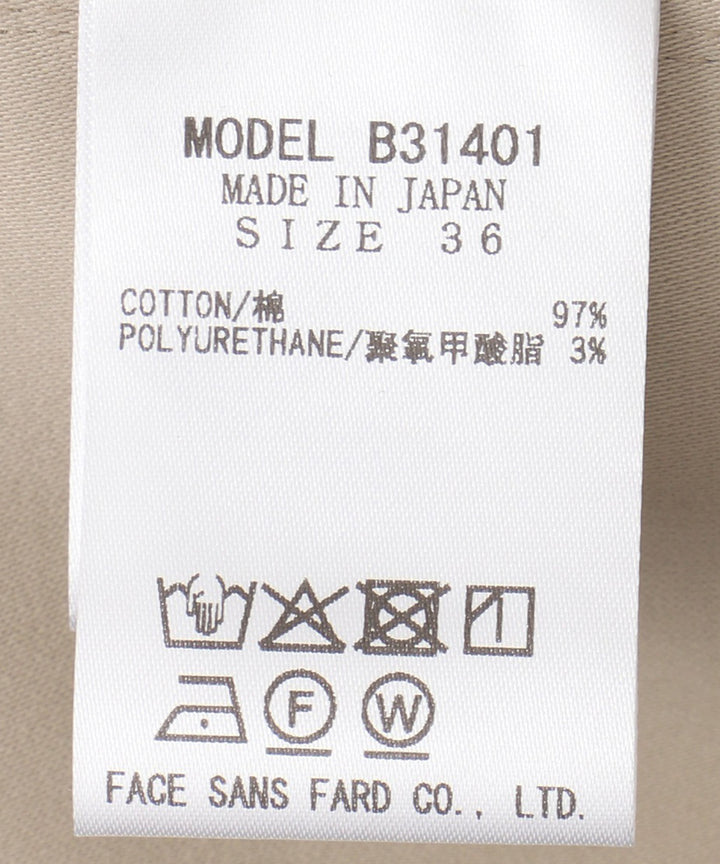 MODEL B31401
MADE IN JAPAN
SIZE 36
COTTON/棉 97%
POLYURETHANE/聚氧甲酸脂 3%
F W
FACE SANS FARD CO., LTD.